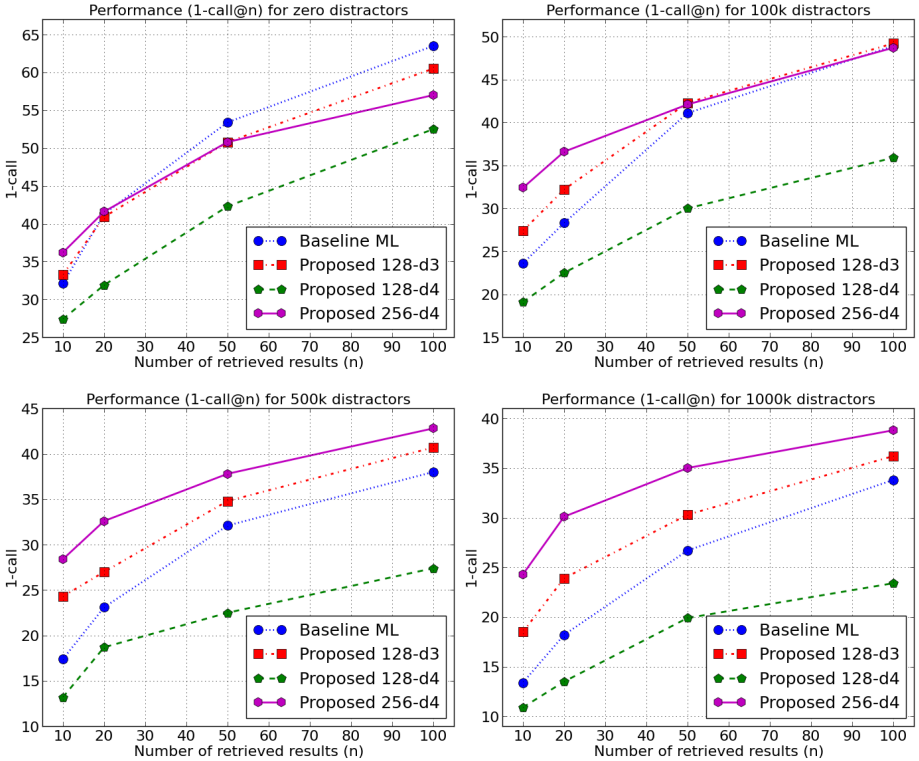 Performance (1-call@n) for zero distractors
65
60
55
50
45
40
35
30
25
1-call
Baseline ML
Proposed 128-d3
Proposed 128-d4
Proposed 256-d4
10 20 30 40 50 60 70 80 90 100
Number of retrieved results (n)
Performance (1-call@n) for 100k distractors
50
45
40
35
30
25
20
15
1-call
Baseline ML
Proposed 128-d3
Proposed 128-d4
Proposed 256-d4
10 20 30 40 50 60 70 80 90 100
Number of retrieved results (n)
Performance (1-call@n) for 500k distractors
45
40
35
30
25
20
15
10
1-call
Baseline ML
Proposed 128-d3
Proposed 128-d4
Proposed 256-d4
10 20 30 40 50 60 70 80 90 100
Number of retrieved results (n)
Performance (1-call@n) for 1000k distractors
40
35
30
25
20
15
10
1-call
Baseline ML
Proposed 128-d3
Proposed 128-d4
Proposed 256-d4
10 20 30 40 50 60 70 80 90 100
Number of retrieved results (n)